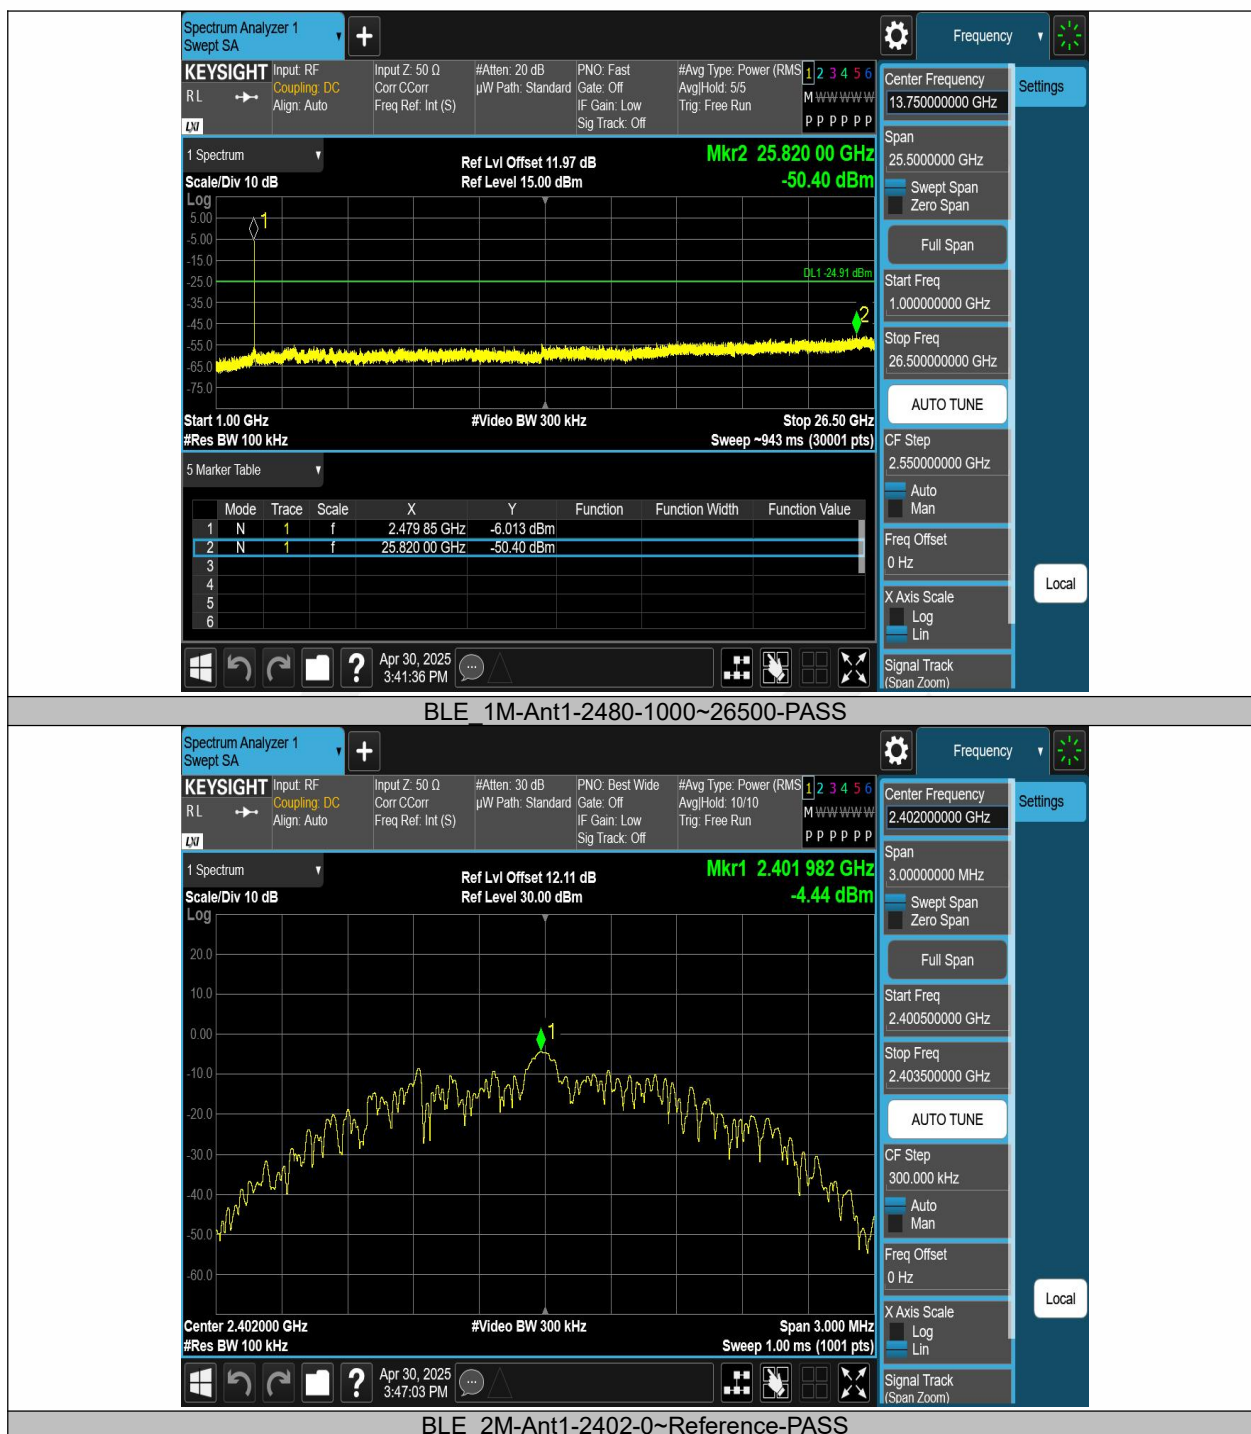 Spectrum Analyzer 1
Swept SA
Frequency
KEYSIGHT
RL
LXI
Input: RF
Coupling: DC
Align: Auto
Input Z: 50 Ω
Corr CCorr
Freq Ref: Int (S)
#Atten: 20 dB
µW Path: Standard
PNO: Fast
Gate: Off
IF Gain: Low
Sig Track: Off
#Avg Type: Power (RMS
Avg|Hold: 5/5
Trig: Free Run
1 2 3 4 5 6
M W W W W W
P P P P P P
1 Spectrum
Scale/Div 10 dB
Ref Lvl Offset 11.97 dB
Ref Level 15.00 dBm
Mkr2 25.820 00 GHz
-50.40 dBm
Log
5.00
-5.00
-15.0
-25.0
-35.0
-45.0
-55.0
-65.0
-75.0
1
DL1 -24.91 dBm
2
Start 1.00 GHz
#Res BW 100 kHz
#Video BW 300 kHz
Stop 26.50 GHz
Sweep ~943 ms (30001 pts)
5 Marker Table
Mode Trace Scale X Y Function Function Width Function Value
1 N 1 f 2.479 85 GHz -6.013 dBm
2 N 1 f 25.820 00 GHz -50.40 dBm
3
4
5
6
Apr 30, 2025
3:41:36 PM
Center Frequency
13.750000000 GHz
Span
25.5000000 GHz
Swept Span
Zero Span
Full Span
Start Freq
1.000000000 GHz
Stop Freq
26.500000000 GHz
AUTO TUNE
CF Step
2.550000000 GHz
Auto
Man
Freq Offset
0 Hz
X Axis Scale
Log
Lin
Signal Track
(Span Zoom)
Settings
Local
BLE_1M-Ant1-2480-1000~26500-PASS
Spectrum Analyzer 1
Swept SA
Frequency
KEYSIGHT
RL
LXI
Input: RF
Coupling: DC
Align: Auto
Input Z: 50 Ω
Corr CCorr
Freq Ref: Int (S)
#Atten: 30 dB
µW Path: Standard
PNO: Best Wide
Gate: Off
IF Gain: Low
Sig Track: Off
#Avg Type: Power (RMS
Avg|Hold: 10/10
Trig: Free Run
1 2 3 4 5 6
M W W W W W
P P P P P P
1 Spectrum
Scale/Div 10 dB
Ref Lvl Offset 12.11 dB
Ref Level 30.00 dBm
Mkr1 2.401 982 GHz
-4.44 dBm
Log
20.0
10.0
0.00
-10.0
-20.0
-30.0
-40.0
-50.0
-60.0
1
Center 2.402000 GHz
#Res BW 100 kHz
#Video BW 300 kHz
Span 3.000 MHz
Sweep 1.00 ms (1001 pts)
Apr 30, 2025
3:47:03 PM
Center Frequency
2.402000000 GHz
Span
3.00000000 MHz
Swept Span
Zero Span
Full Span
Start Freq
2.400500000 GHz
Stop Freq
2.403500000 GHz
AUTO TUNE
CF Step
300.000 kHz
Auto
Man
Freq Offset
0 Hz
X Axis Scale
Log
Lin
Signal Track
(Span Zoom)
Settings
Local
BLE_2M-Ant1-2402-0~Reference-PASS